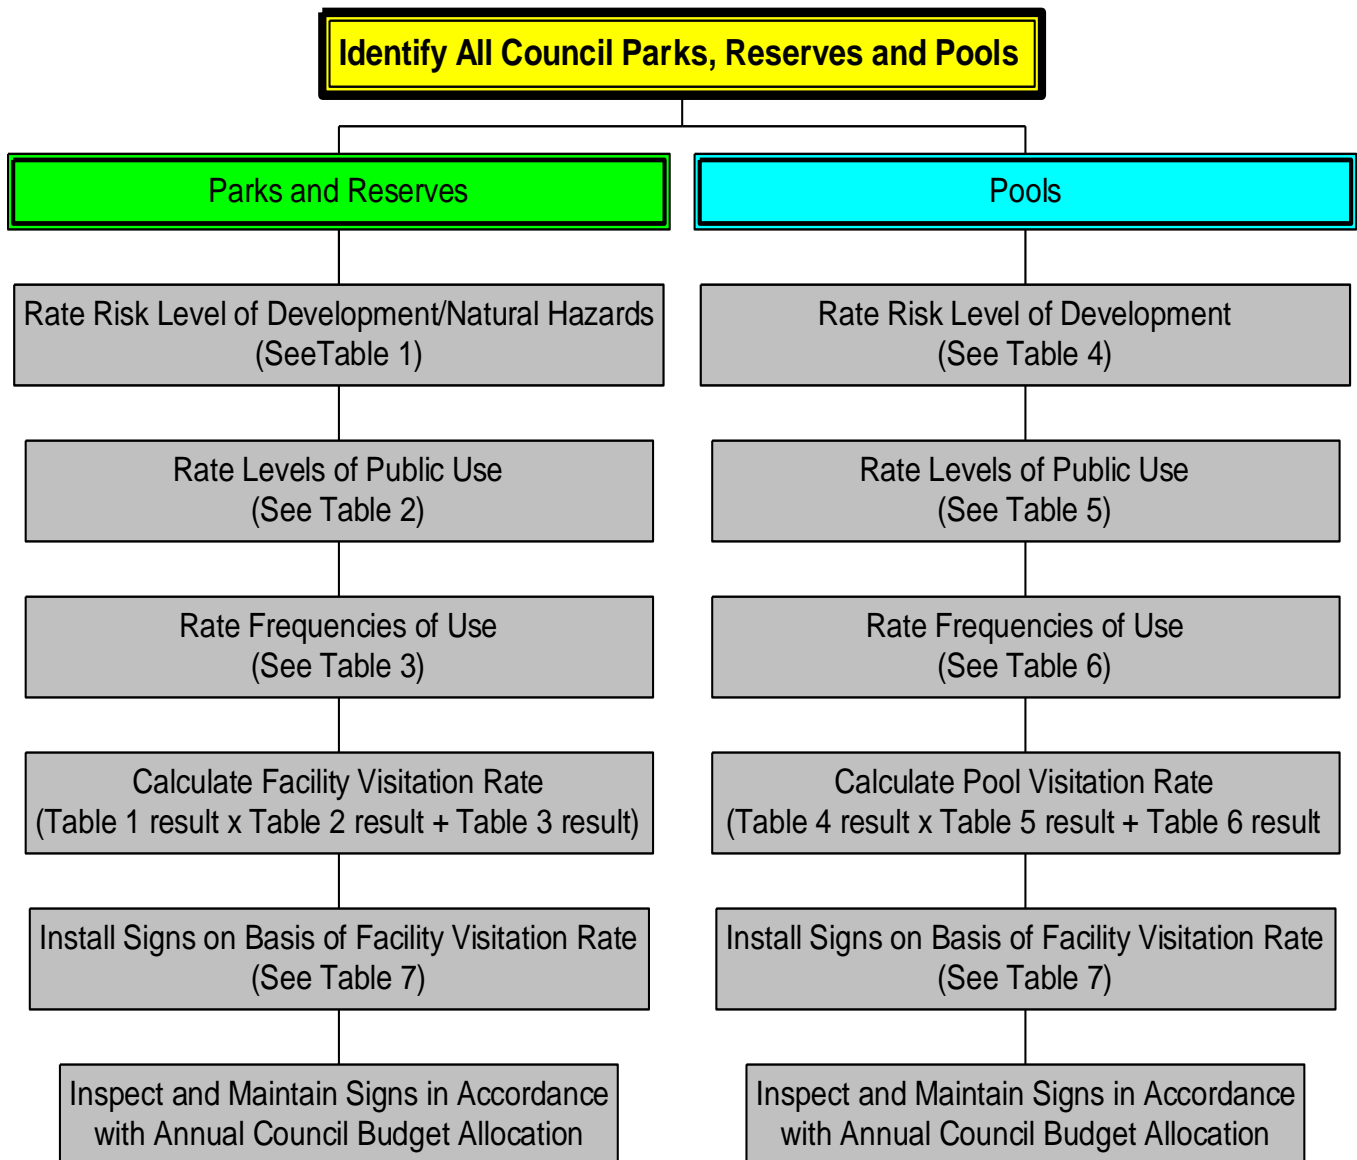 Identify All Council Parks, Reserves and Pools
Parks and Reserves
Pools
Rate Risk Level of Development/Natural Hazards
(SeeTable 1)
Rate Risk Level of Development
(See Table 4)
Rate Levels of Public Use
(See Table 2)
Rate Levels of Public Use
(See Table 5)
Rate Frequencies of Use
(See Table 3)
Rate Frequencies of Use
(See Table 6)
Calculate Facility Visitation Rate
(Table 1 result x Table 2 result + Table 3 result)
Calculate Pool Visitation Rate
(Table 4 result x Table 5 result + Table 6 result
Install Signs on Basis of Facility Visitation Rate
(See Table 7)
Install Signs on Basis of Facility Visitation Rate
(See Table 7)
Inspect and Maintain Signs in Accordance
with Annual Council Budget Allocation
Inspect and Maintain Signs in Accordance
with Annual Council Budget Allocation